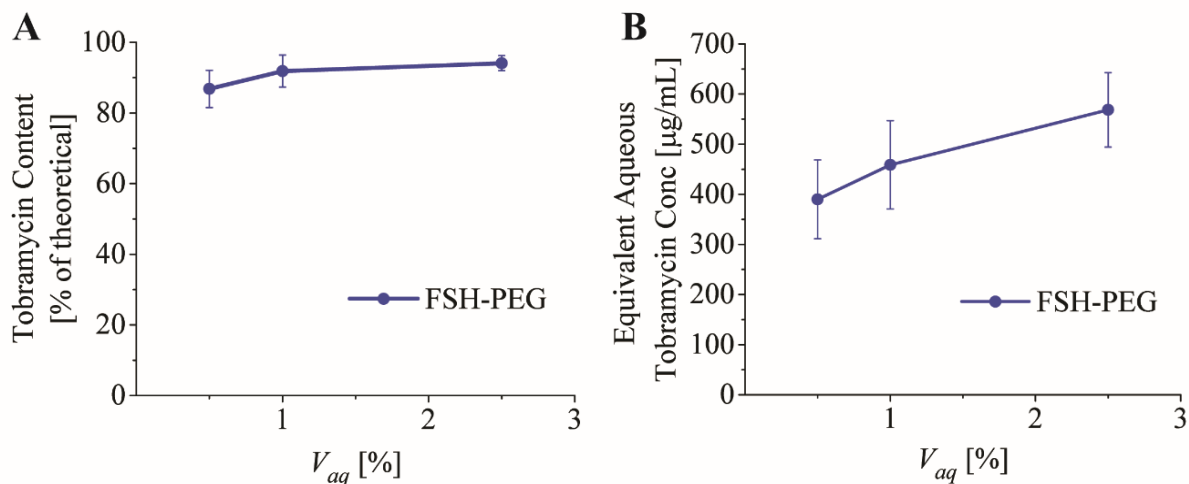 A
Tobramycin Content
[% of theoretical]
100
80
60
40
20
0
FSH-PEG
1
2
3
V_aq [%]
B
Equivalent Aqueous
Tobramycin Conc [µg/mL]
700
600
500
400
300
200
100
0
FSH-PEG
1
2
3
V_aq [%]